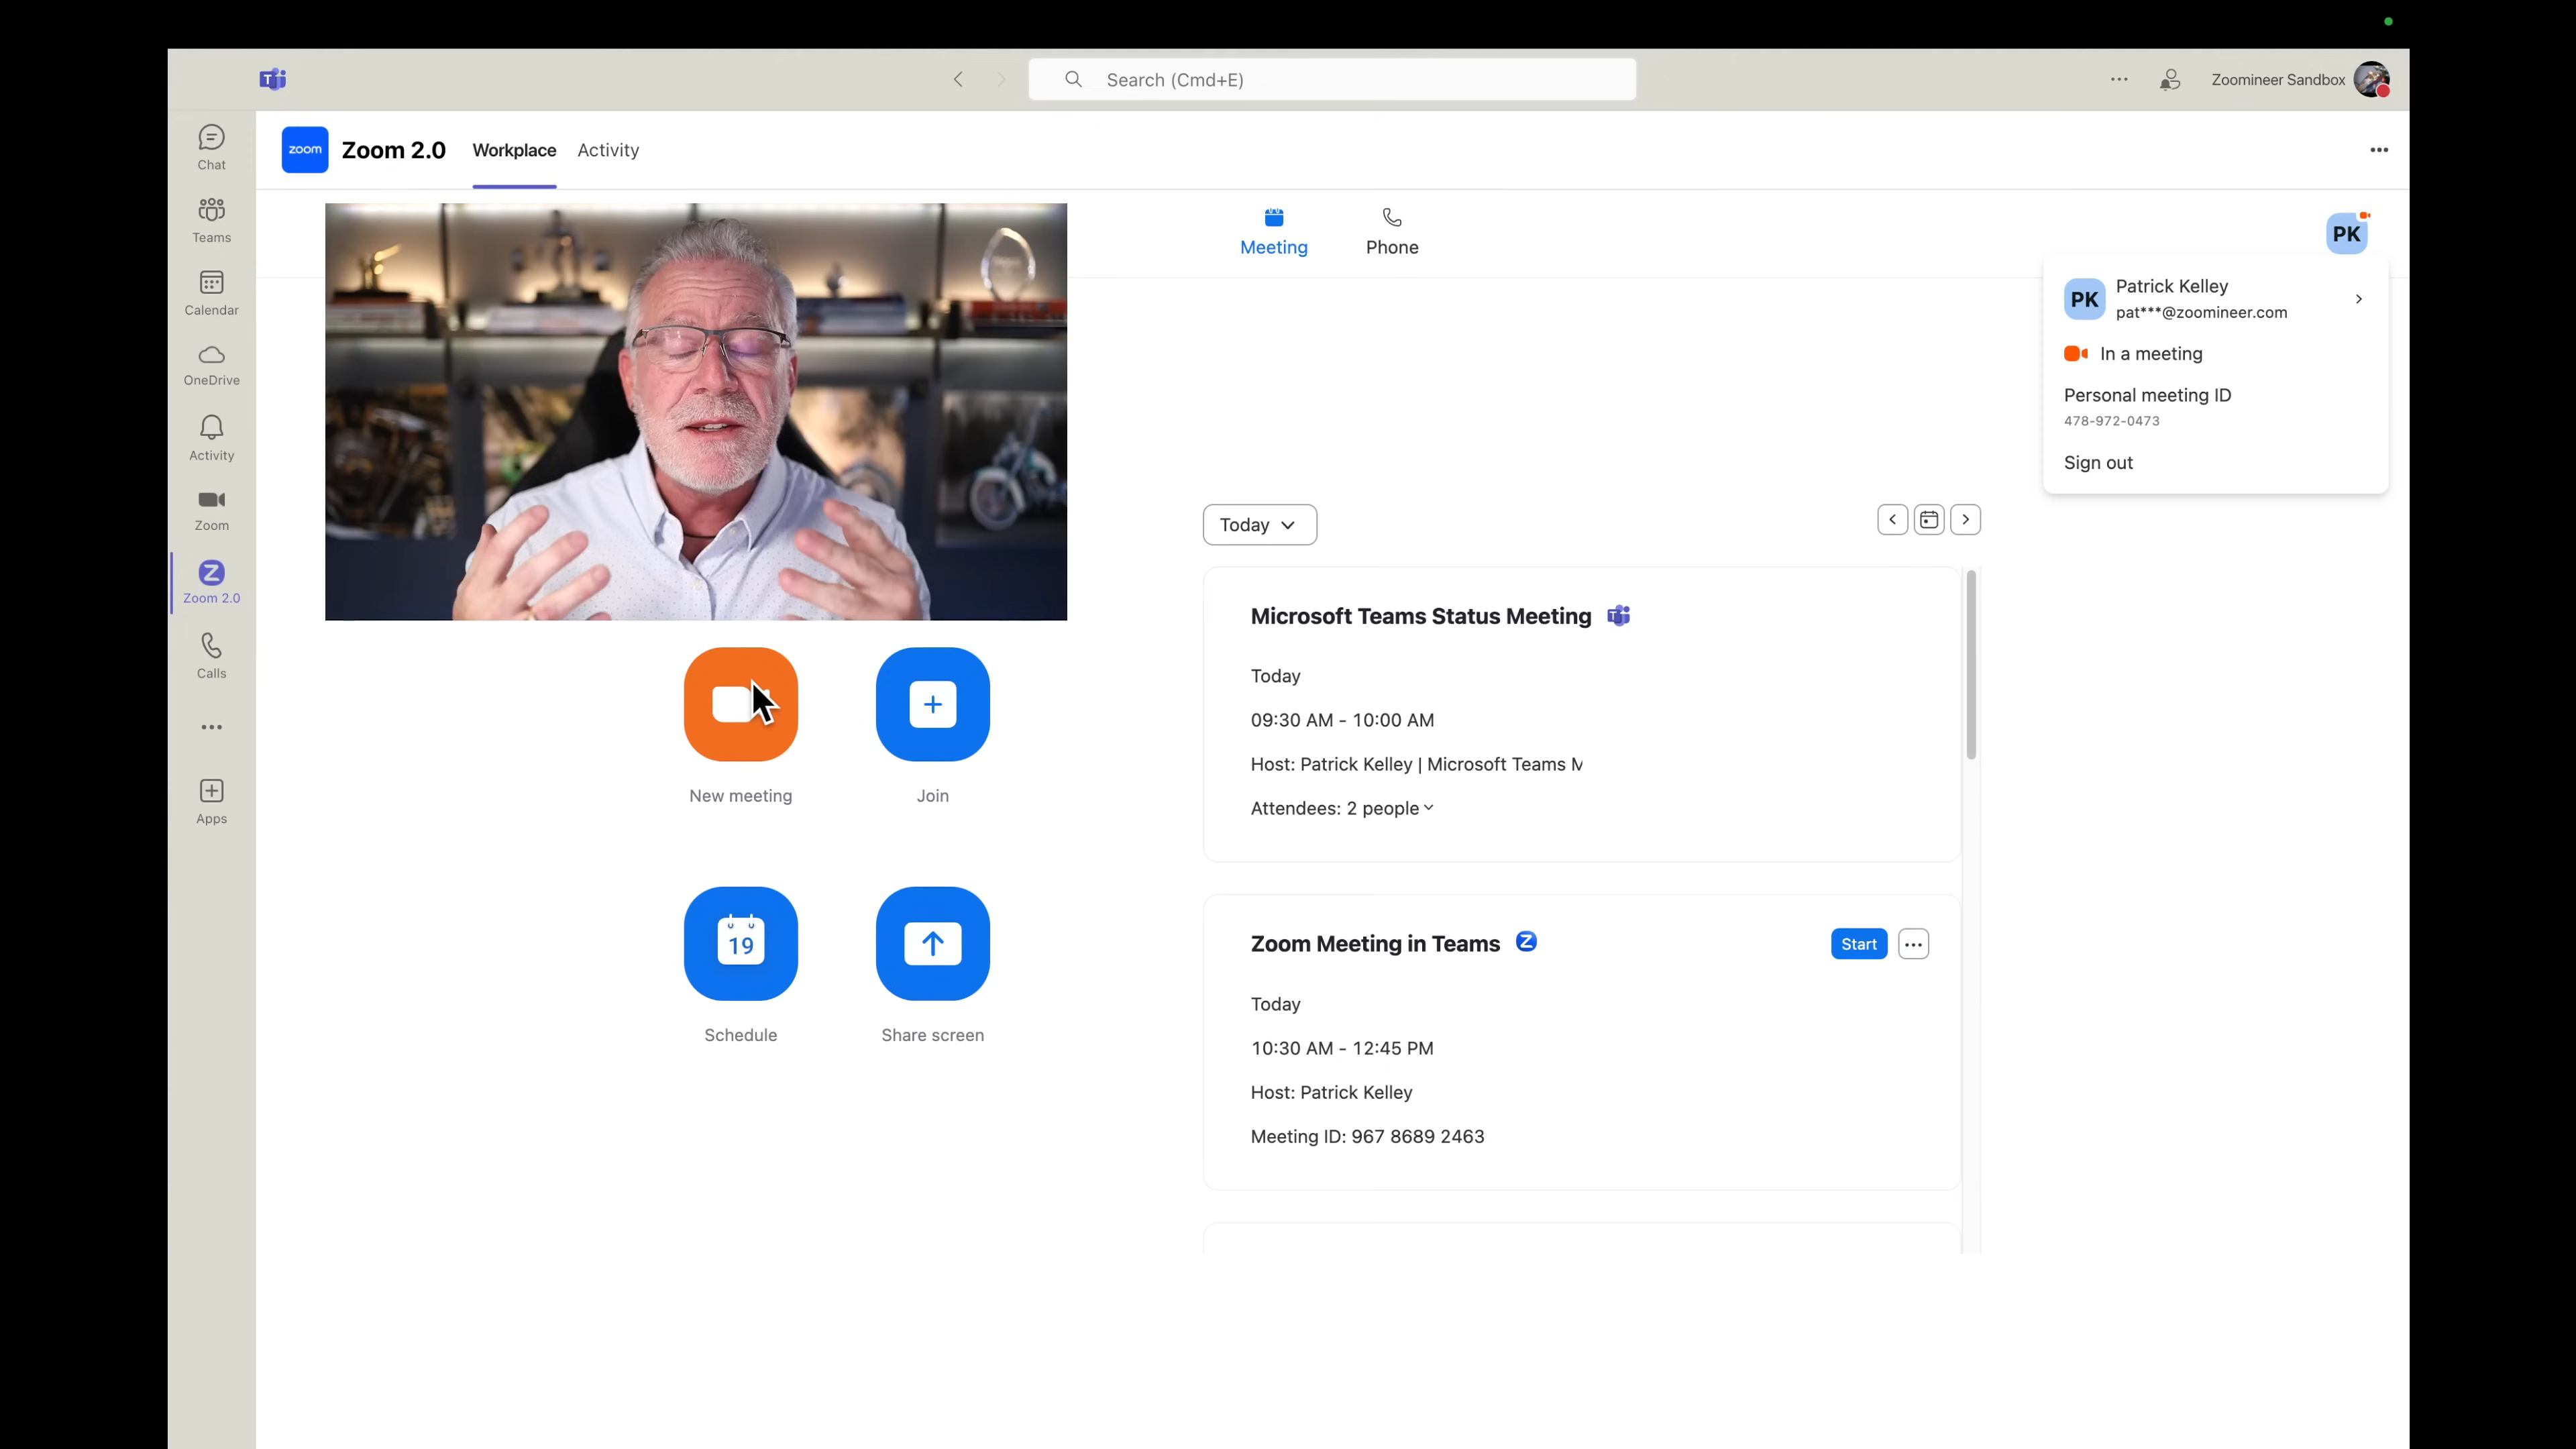 Search (Cmd+E)
Zoomineer Sandbox
Chat
Teams
Calendar
OneDrive
Activity
Zoom
Zoom 2.0
Calls
Apps
zoom
Zoom 2.0
Workplace
Activity
Meeting
Phone
PK
PK
Patrick Kelley
pat***@zoomineer.com
In a meeting
Personal meeting ID
478-972-0473
Sign out
New meeting
Join
19
Schedule
Share screen
Today
Microsoft Teams Status Meeting
Today
09:30 AM - 10:00 AM
Host: Patrick Kelley | Microsoft Teams M
Attendees: 2 people
Zoom Meeting in Teams
Start
Today
10:30 AM - 12:45 PM
Host: Patrick Kelley
Meeting ID: 967 8689 2463